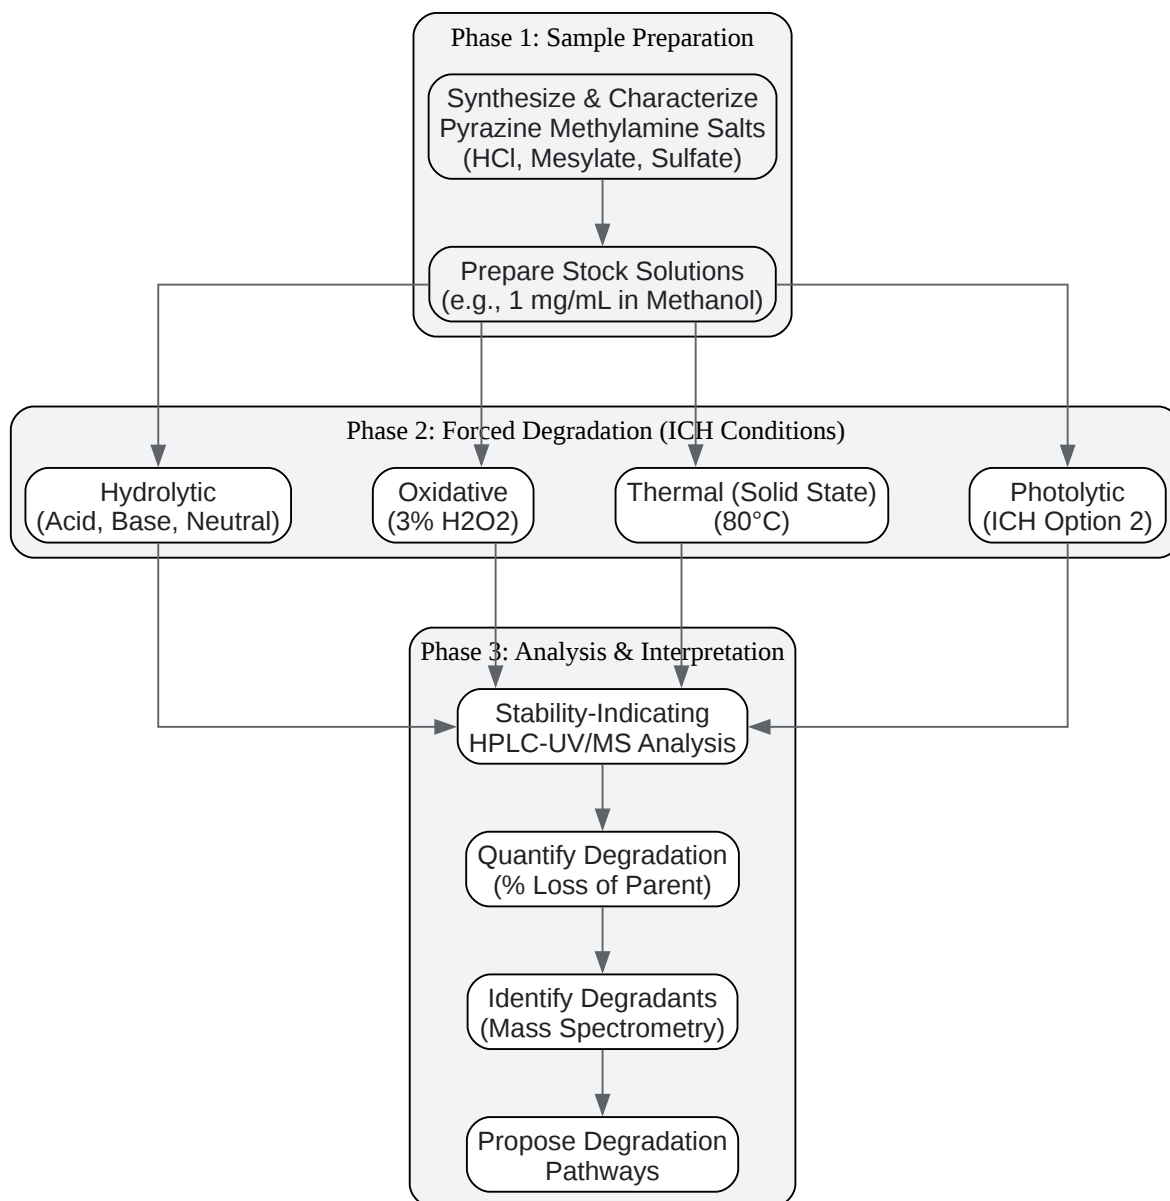 Phase 1: Sample Preparation
Synthesize & Characterize
Pyrazine Methylamine Salts
(HCl, Mesylate, Sulfate)
Prepare Stock Solutions
(e.g., 1 mg/mL in Methanol)
Phase 2: Forced Degradation (ICH Conditions)
Hydrolytic
(Acid, Base, Neutral)
Oxidative
(3% H2O2)
Thermal (Solid State)
(80°C)
Photolytic
(ICH Option 2)
Phase 3: Analysis & Interpretation
Stability-Indicating
HPLC-UV/MS Analysis
Quantify Degradation
(% Loss of Parent)
Identify Degradants
(Mass Spectrometry)
Propose Degradation
Pathways